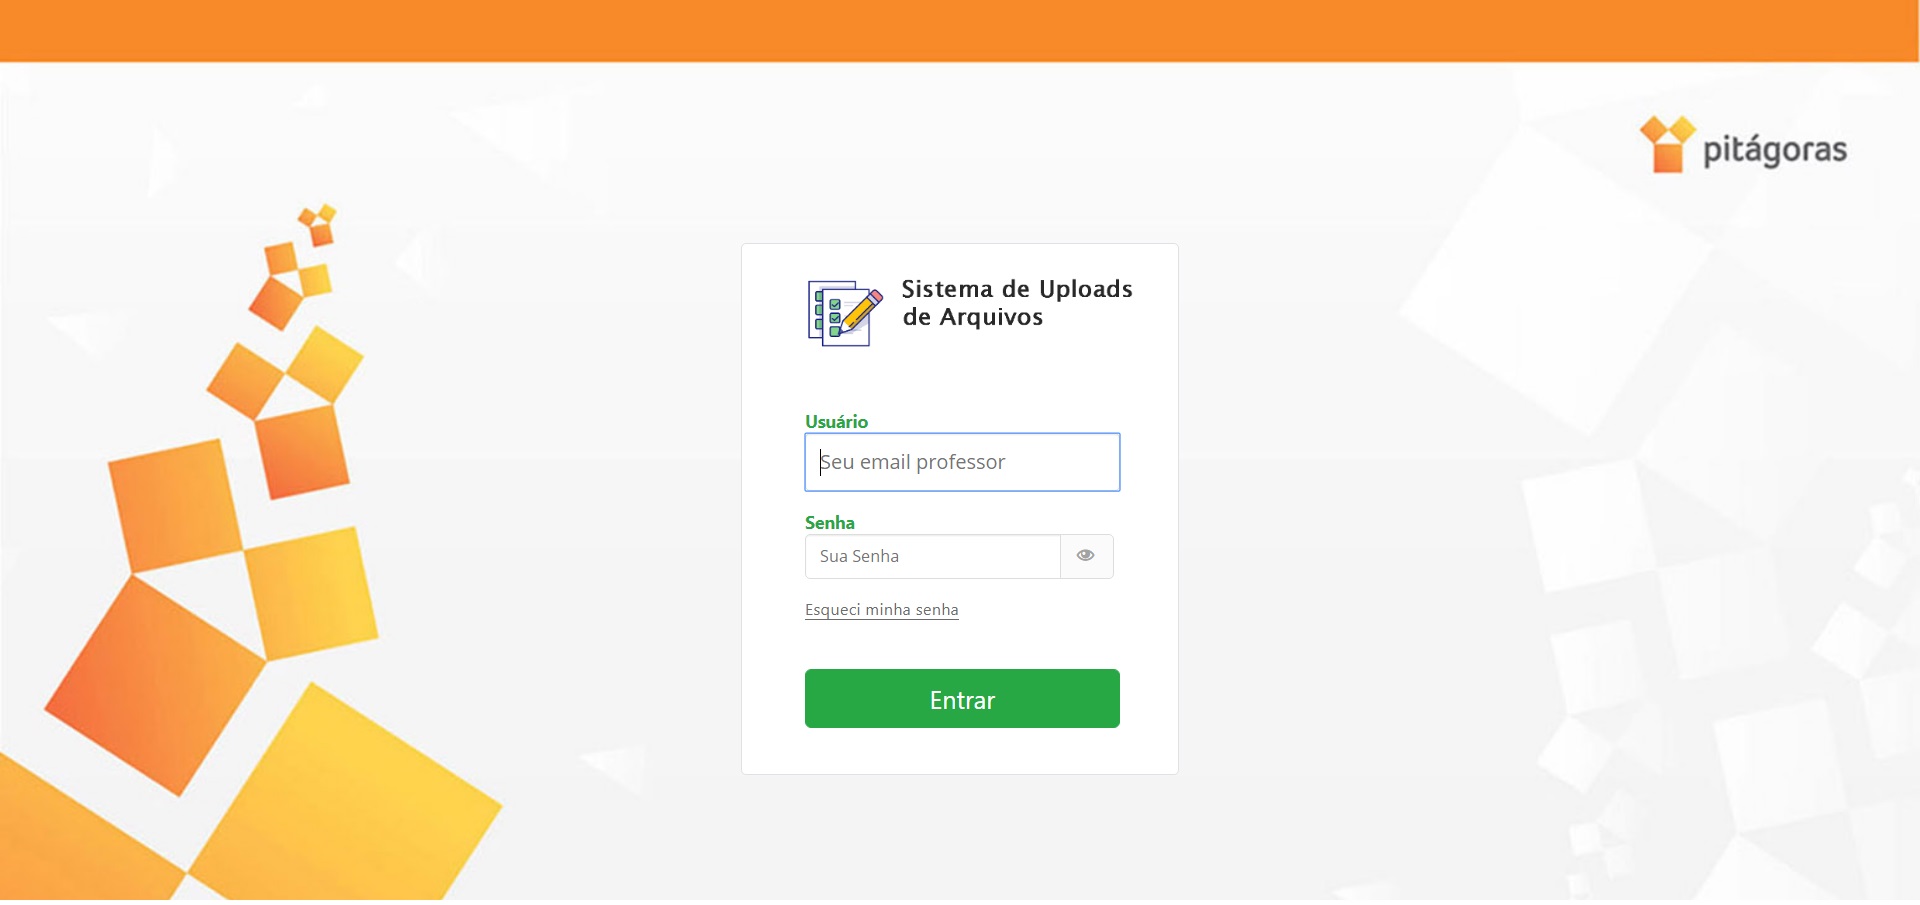 pitágoras
Sistema de Uploads
de Arquivos
Usuário
Seu email professor
Senha
Sua Senha
Esqueci minha senha
Entrar